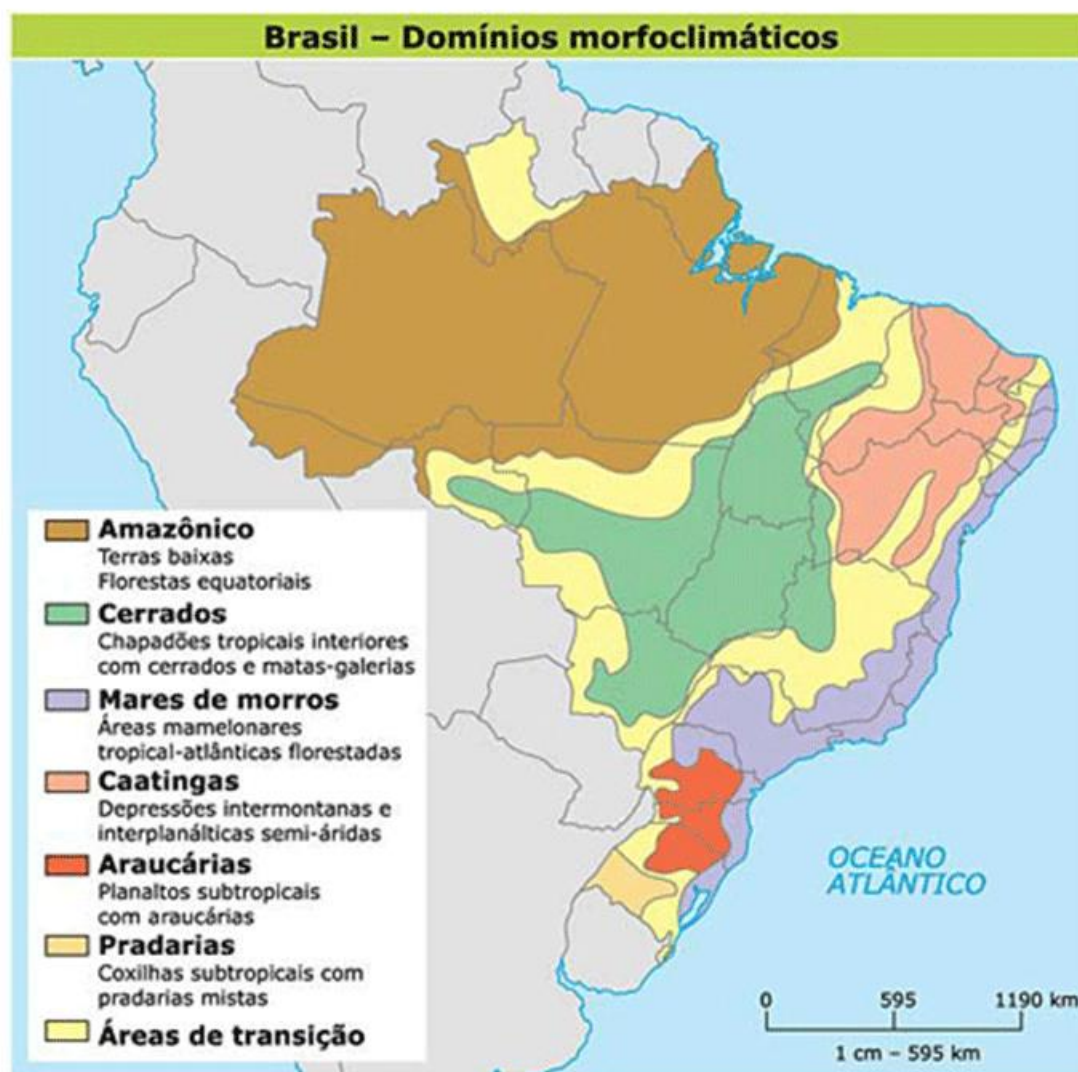 Brasil – Domínios morfoclimáticos
Amazônico
Terras baixas
Florestas equatoriais
Cerrados
Chapadões tropicais interiores
com cerrados e matas-galerias
Mares de morros
Áreas mamelonares
tropical-atlânticas florestadas
Caatingas
Depressões intermontanas e
interplanálticas semi-áridas
Araucárias
Planaltos subtropicais
com araucárias
Pradarias
Coxilhas subtropicais com
pradarias mistas
Áreas de transição
OCEANO
ATLÂNTICO
0 595 1190 km
1 cm – 595 km